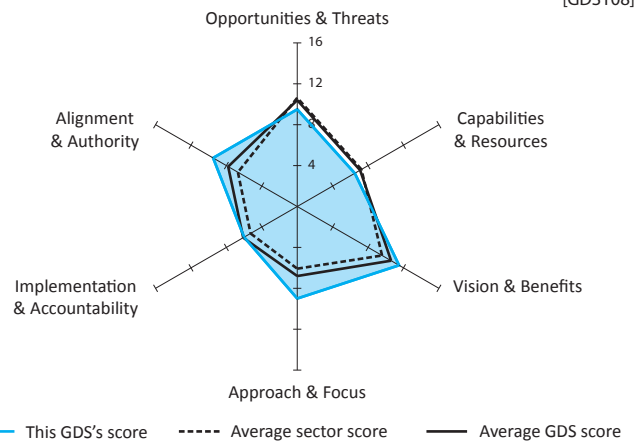 [GDS108]
Opportunities & Threats
16
12
8
4
Alignment
& Authority
Capabilities
& Resources
Implementation
& Accountability
Vision & Benefits
Approach & Focus
This GDS's score
Average sector score
Average GDS score